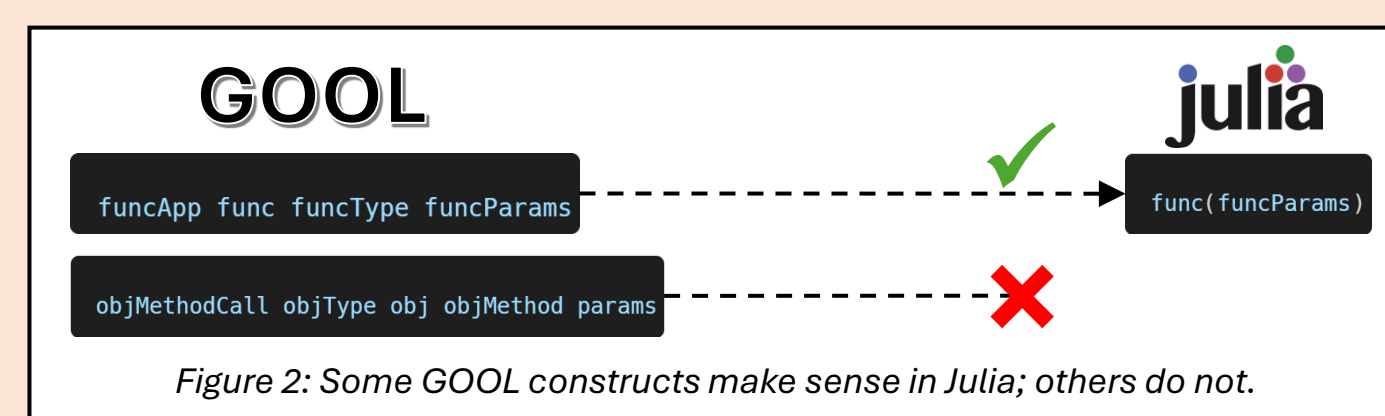 GOOL
julia
funcApp func funcType funcParams
func(funcParams)
objMethodCall objType obj objMethod params
Figure 2: Some GOOL constructs make sense in Julia; others do not.